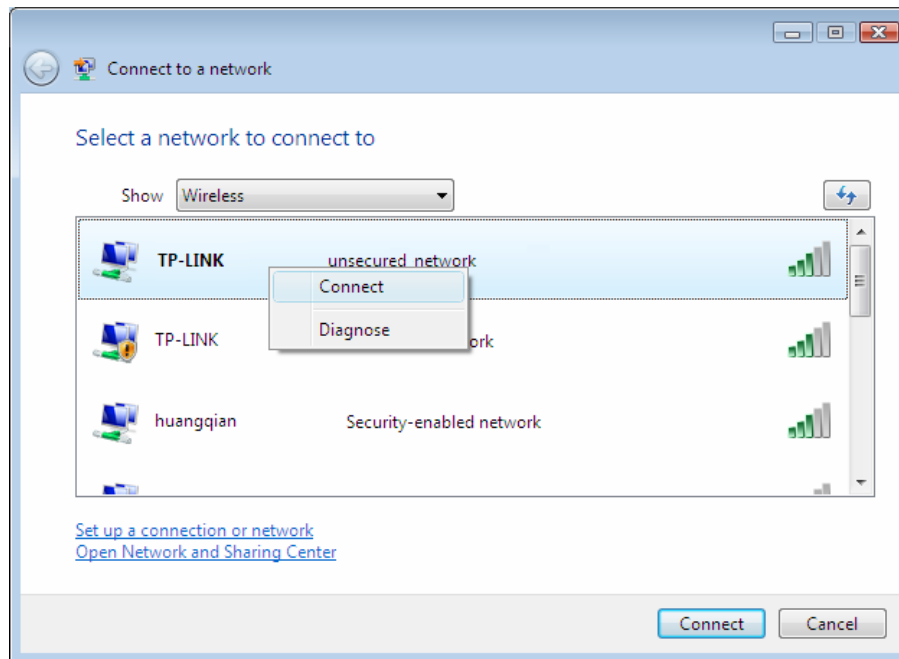 Connect to a network
Select a network to connect to
Show Wireless
TP-LINK unsecured network
Connect
Diagnose
TP-LINK
huangqian Security-enabled network
Set up a connection or network
Open Network and Sharing Center
Connect Cancel